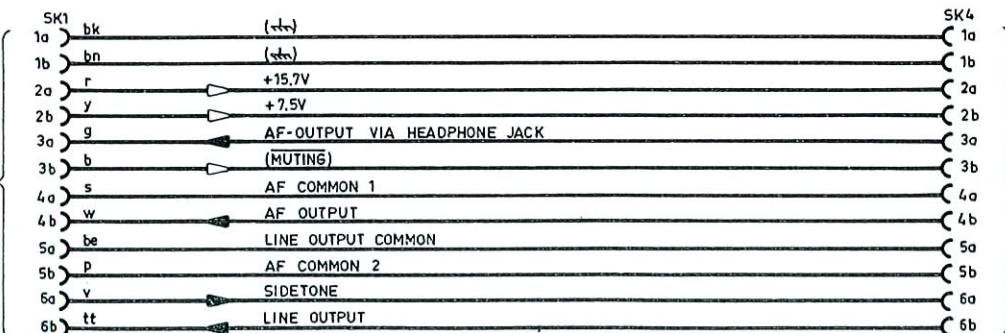 SK1 SK4
1a bk 1a
1b bn 1b
2a r +15.7V 2a
2b y +7.5V 2b
3a g AF-OUTPUT VIA HEADPHONE JACK 3a
3b b (MUTING) 3b
4a s AF COMMON 1 4a
4b w AF OUTPUT 4b
5a be LINE OUTPUT COMMON 5a
5b p AF COMMON 2 5b
6a v SIDETONE 6a
6b tt LINE OUTPUT 6b